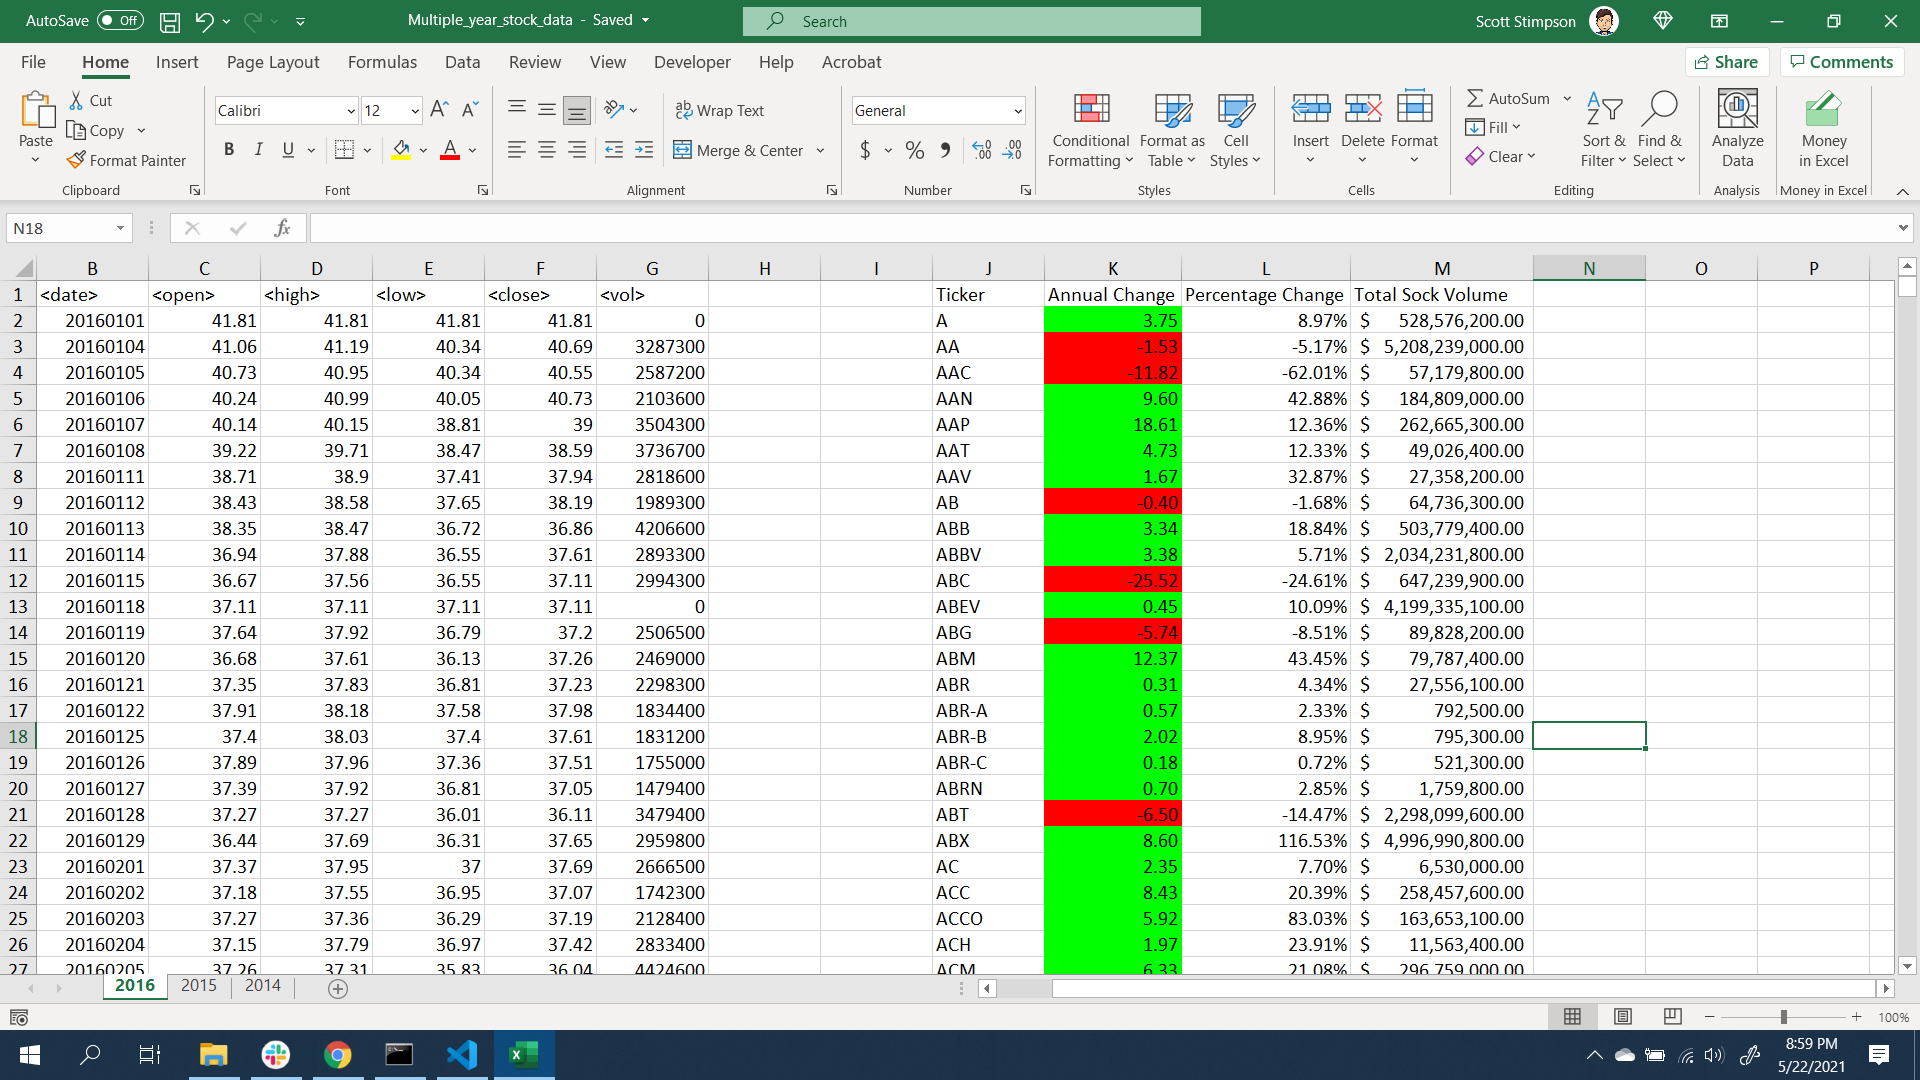 AutoSave Off Multiple_year_stock_data - Saved Search Scott Stimpson
File Home Insert Page Layout Formulas Data Review View Developer Help Acrobat Share Comments
Paste Cut Copy Format Painter Clipboard
Calibri 12 B I U A Font
ab Wrap Text Merge & Center Alignment
General $ % Number
Conditional Formatting Format as Table Cell Styles Styles
Insert Delete Format Cells
AutoSum Fill Clear Sort & Filter Find & Select Editing
Analyze Data Analysis
Money in Excel Money in Excel
N18 fx
B C D E F G H I J K L M N O P
1 <date> <open> <high> <low> <close> <vol> Ticker Annual Change Percentage Change Total Sock Volume
2 20160101 41.81 41.81 41.81 41.81 0 A 3.75 8.97% $ 528,576,200.00
3 20160104 41.06 41.19 40.34 40.69 3287300 AA -1.53 -5.17% $ 5,208,239,000.00
4 20160105 40.73 40.95 40.34 40.55 2587200 AAC -11.82 -62.01% $ 57,179,800.00
5 20160106 40.24 40.99 40.05 40.73 2103600 AAN 9.60 42.88% $ 184,809,000.00
6 20160107 40.14 40.15 38.81 39 3504300 AAP 18.61 12.36% $ 262,665,300.00
7 20160108 39.22 39.71 38.47 38.59 3736700 AAT 4.73 12.33% $ 49,026,400.00
8 20160111 38.71 38.9 37.41 37.94 2818600 AAV 1.67 32.87% $ 27,358,200.00
9 20160112 38.43 38.58 37.65 38.19 1989300 AB -0.40 -1.68% $ 64,736,300.00
10 20160113 38.35 38.47 36.72 36.86 4206600 ABB 3.34 18.84% $ 503,779,400.00
11 20160114 36.94 37.88 36.55 37.61 2893300 ABBV 3.38 5.71% $ 2,034,231,800.00
12 20160115 36.67 37.56 36.55 37.11 2994300 ABC -25.52 -24.61% $ 647,239,900.00
13 20160118 37.11 37.11 37.11 37.11 0 ABEV 0.45 10.09% $ 4,199,335,100.00
14 20160119 37.64 37.92 36.79 37.2 2506500 ABG -5.74 -8.51% $ 89,828,200.00
15 20160120 36.68 37.61 36.13 37.26 2469000 ABM 12.37 43.45% $ 79,787,400.00
16 20160121 37.35 37.83 36.81 37.23 2298300 ABR 0.31 4.34% $ 27,556,100.00
17 20160122 37.91 38.18 37.58 37.98 1834400 ABR-A 0.57 2.33% $ 792,500.00
18 20160125 37.4 38.03 37.4 37.61 1831200 ABR-B 2.02 8.95% $ 795,300.00
19 20160126 37.89 37.96 37.36 37.51 1755000 ABR-C 0.18 0.72% $ 521,300.00
20 20160127 37.39 37.92 36.81 37.05 1479400 ABRN 0.70 2.85% $ 1,759,800.00
21 20160128 37.27 37.27 36.01 36.11 3479400 ABT -6.50 -14.47% $ 2,298,099,600.00
22 20160129 36.44 37.69 36.31 37.65 2959800 ABX 8.60 116.53% $ 4,996,990,800.00
23 20160201 37.37 37.95 37 37.69 2666500 AC 2.35 7.70% $ 6,530,000.00
24 20160202 37.18 37.55 36.95 37.07 1742300 ACC 8.43 20.39% $ 258,457,600.00
25 20160203 37.27 37.36 36.29 37.19 2128400 ACCO 5.92 83.03% $ 163,653,100.00
26 20160204 37.15 37.79 36.97 37.42 2833400 ACH 1.97 23.91% $ 11,563,400.00
27 20160205 37.26 37.31 35.83 36.04 4424600 ACM 6.33 21.08% $ 296,759,000.00
2016 2015 2014
100%
8:59 PM
5/22/2021